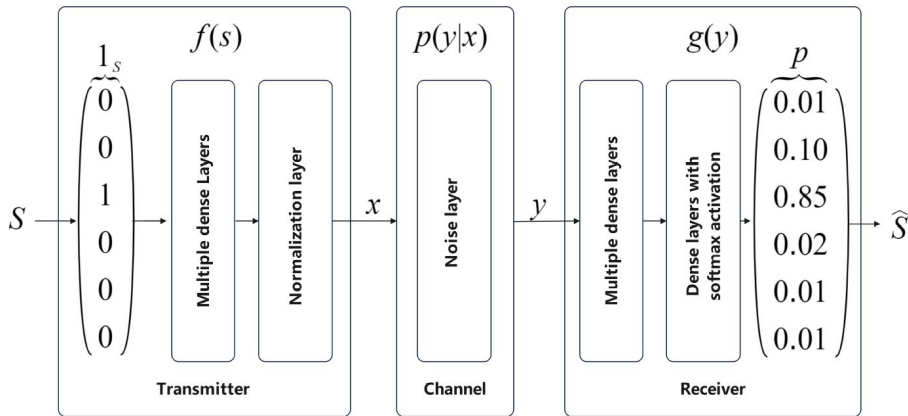 f(s)
p(y|x)
g(y)
1_s
0
0
1
0
0
0
p
0.01
0.10
0.85
0.02
0.01
0.01
S
Multiple dense Layers
Normalization layer
x
Noise layer
y
Multiple dense layers
Dense layers with
softmax activation
Ŝ
Transmitter
Channel
Receiver